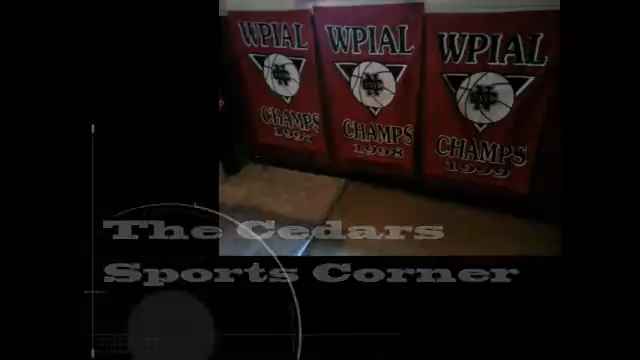 WPIAL
CHAMPS
1997
WPIAL
CHAMPS
1998
WPIAL
CHAMPS
1999
The Cedars
Sports Corner